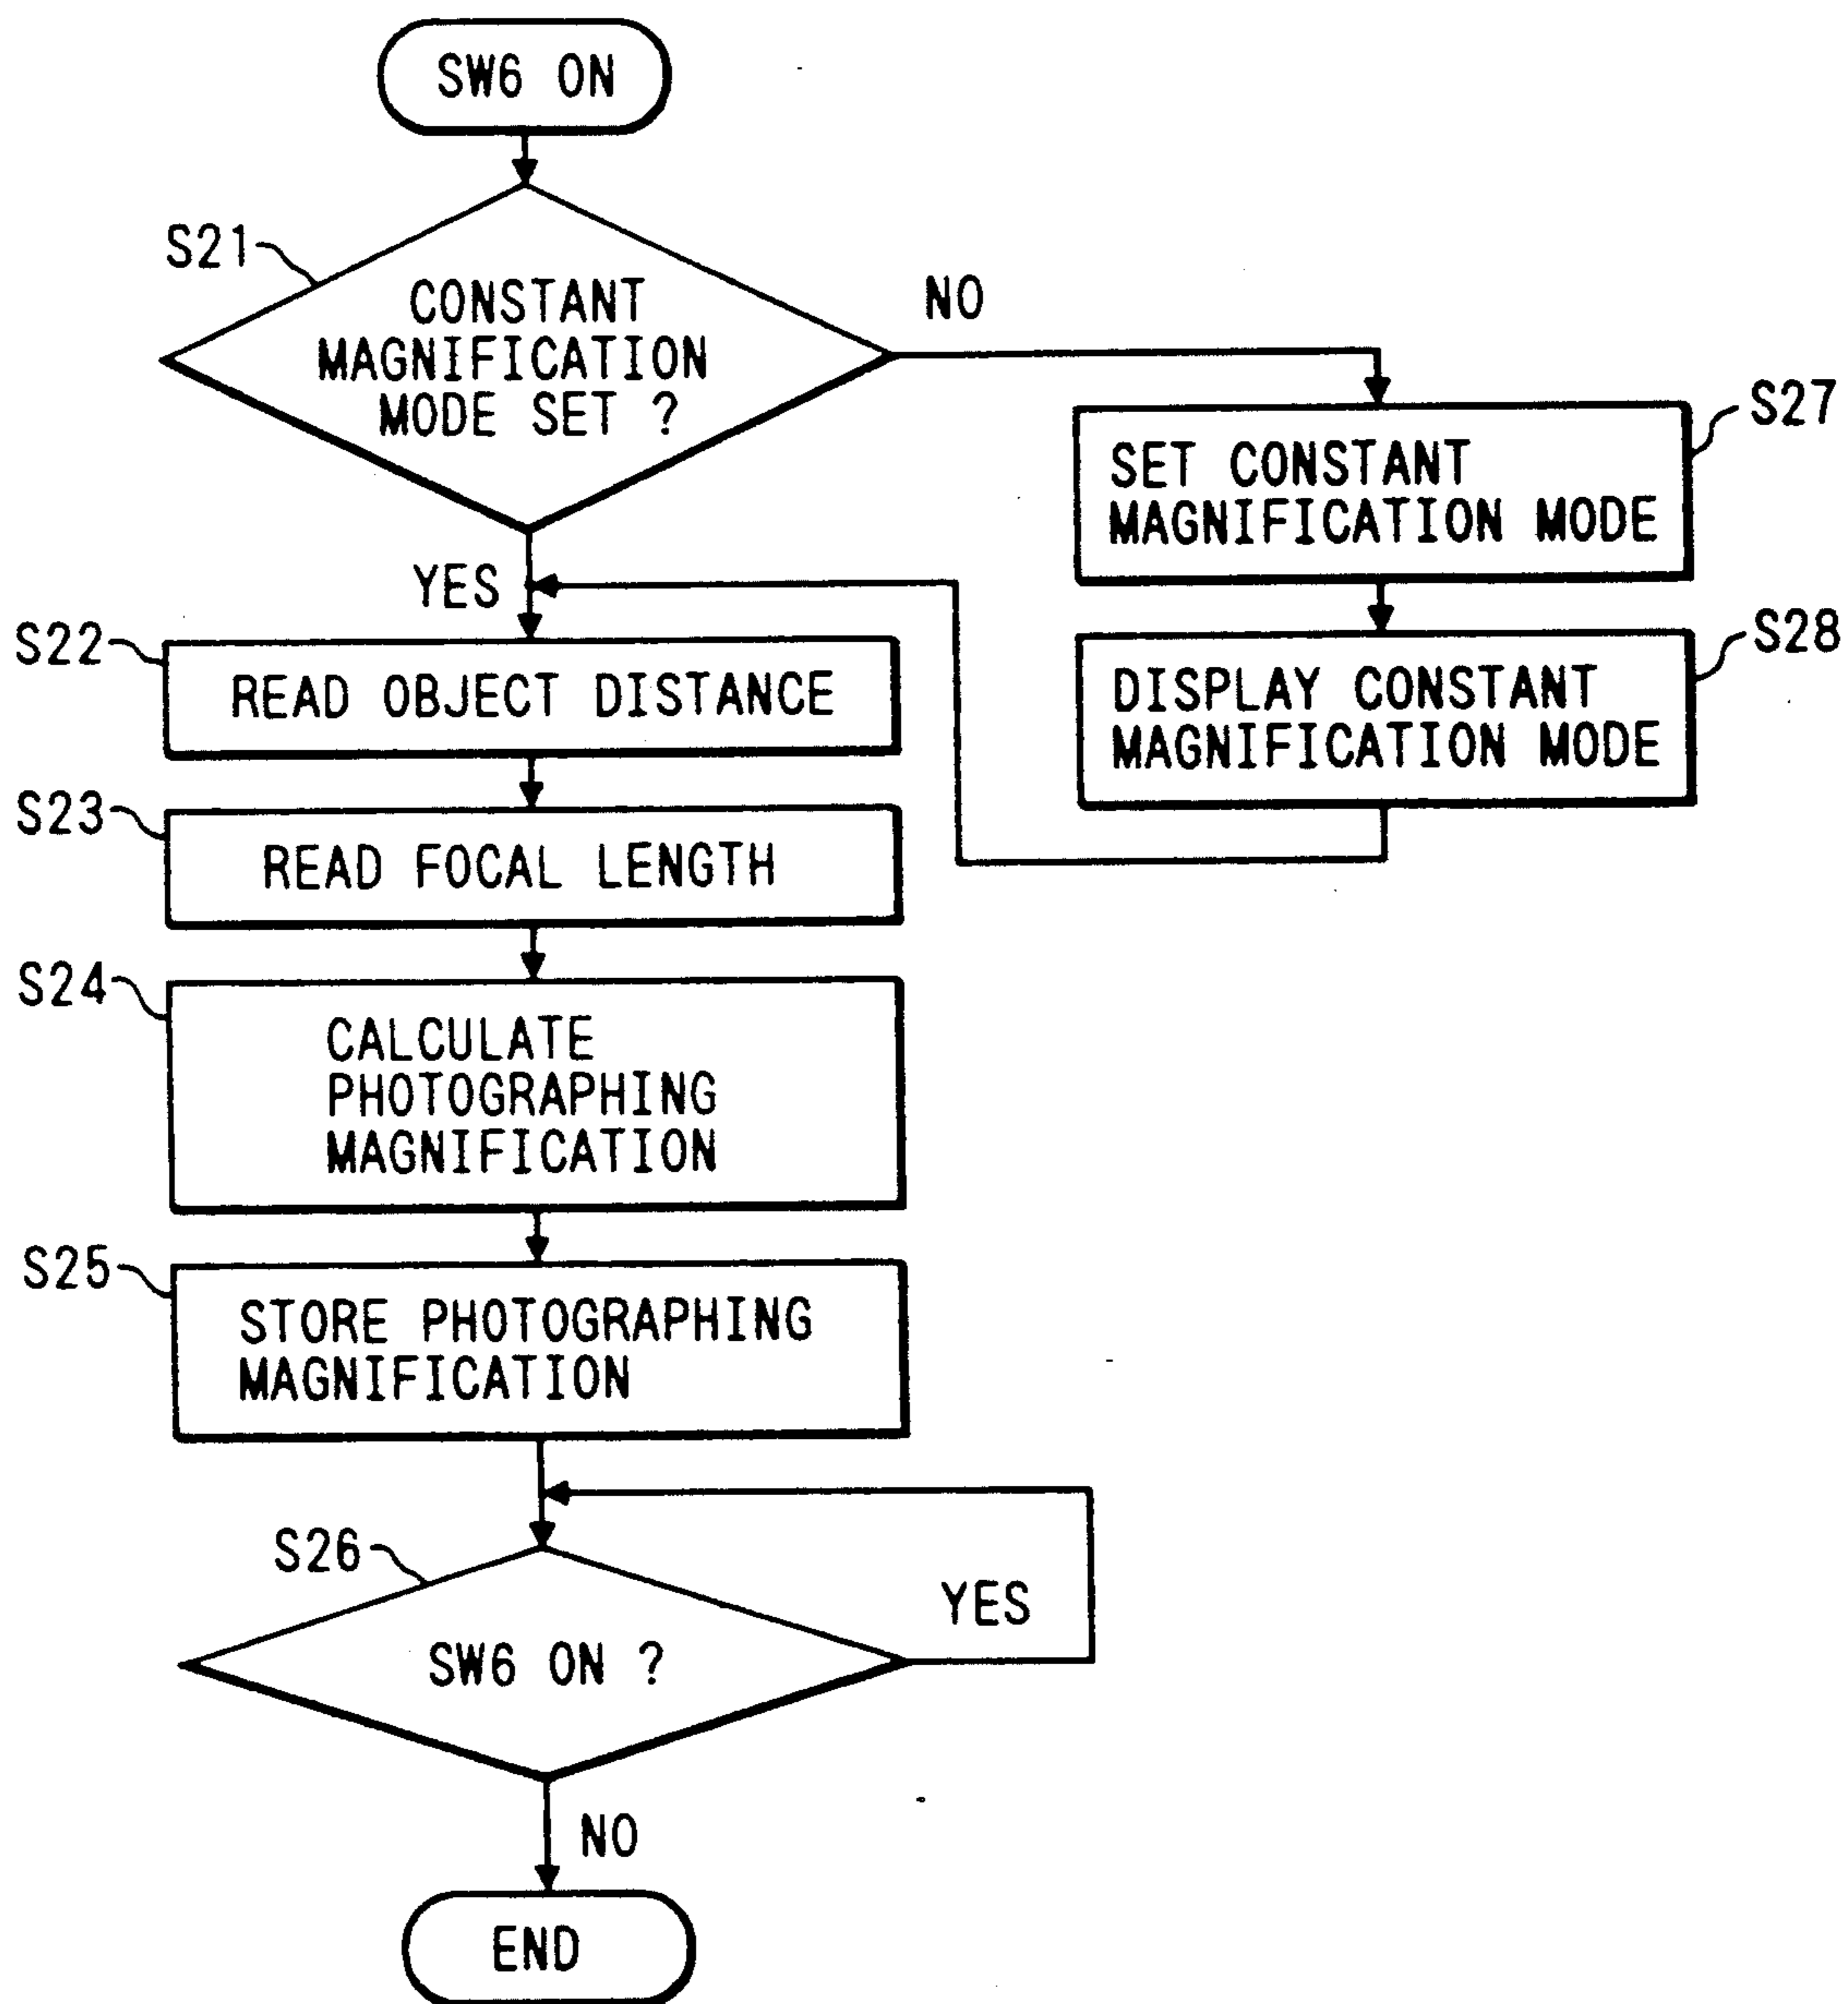 SW6 ON
S21
CONSTANT
MAGNIFICATION
MODE SET ?
NO
S27
SET CONSTANT
MAGNIFICATION MODE
YES
S28
DISPLAY CONSTANT
MAGNIFICATION MODE
S22
READ OBJECT DISTANCE
S23
READ FOCAL LENGTH
S24
CALCULATE
PHOTOGRAPHING
MAGNIFICATION
S25
STORE PHOTOGRAPHING
MAGNIFICATION
S26
SW6 ON ?
YES
NO
END